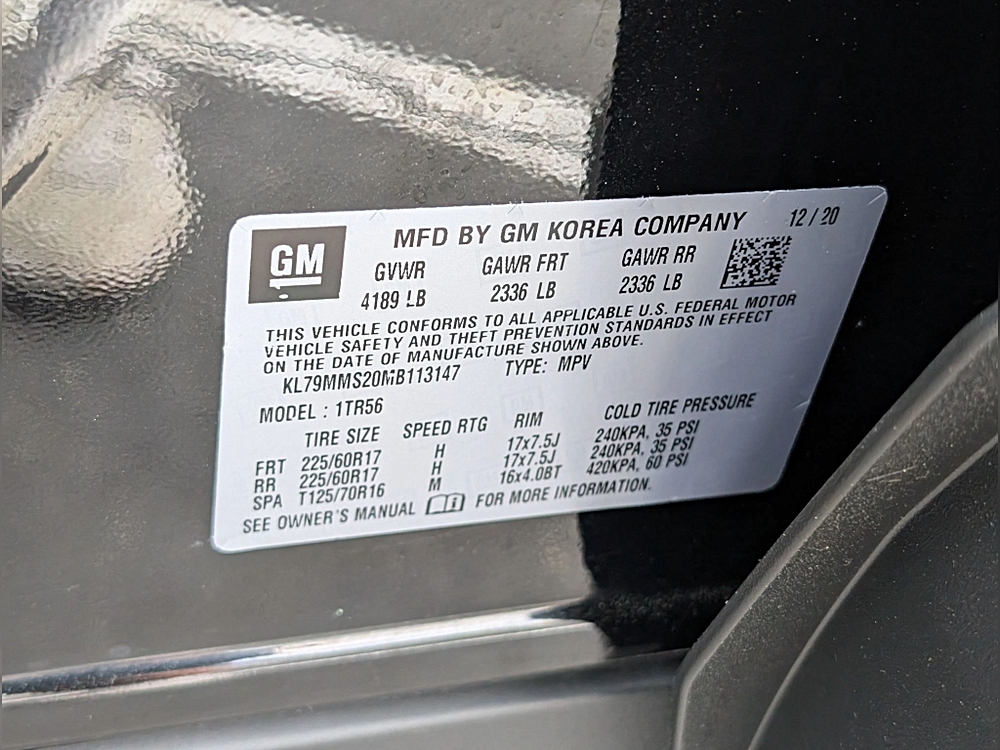 GM
MFD BY GM KOREA COMPANY 12 / 20
GVWR GAWR FRT GAWR RR
4189 LB 2336 LB 2336 LB
THIS VEHICLE CONFORMS TO ALL APPLICABLE U.S. FEDERAL MOTOR
VEHICLE SAFETY AND THEFT PREVENTION STANDARDS IN EFFECT
ON THE DATE OF MANUFACTURE SHOWN ABOVE.
KL79MMS20MB113147 TYPE: MPV
MODEL : 1TR56
TIRE SIZE SPEED RTG RIM COLD TIRE PRESSURE
FRT 225/60R17 H 17x7.5J 240KPA, 35 PSI
RR 225/60R17 H 17x7.5J 240KPA, 35 PSI
SPA T125/70R16 M 16x4.0BT 420KPA, 60 PSI
SEE OWNER'S MANUAL i FOR MORE INFORMATION.